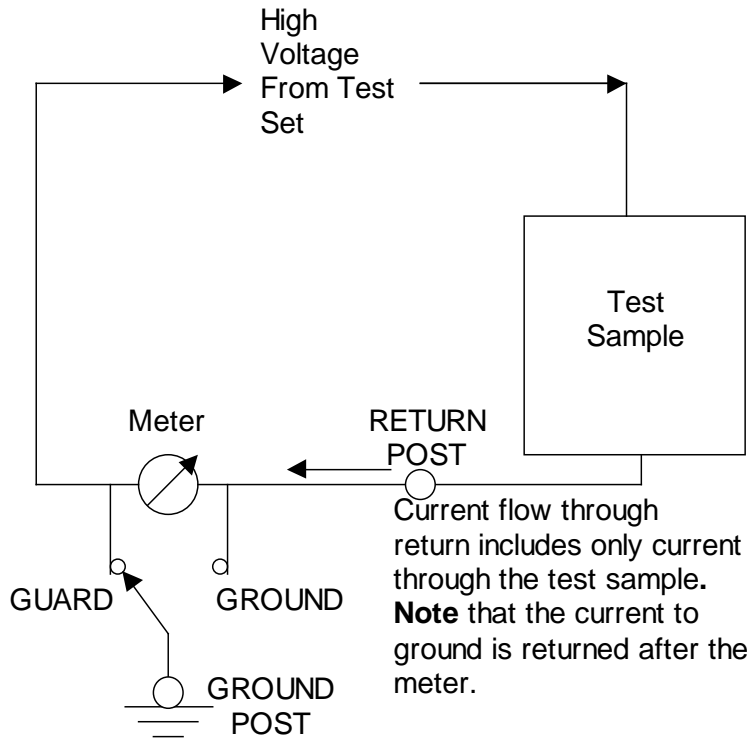 High
Voltage
From Test
Set
Test
Sample
Meter
RETURN
POST
Current flow through
return includes only current
through the test sample.
Note that the current to
ground is returned after the
meter.
GUARD
GROUND
GROUND
POST